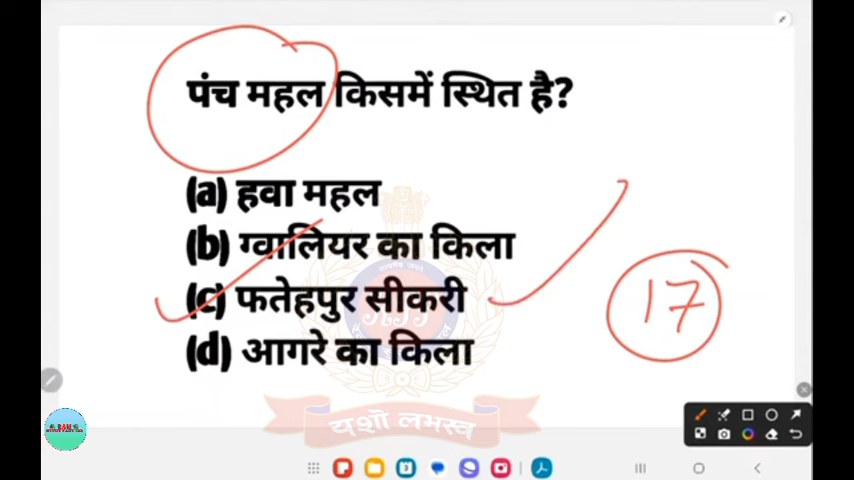 पंच महल किसमें स्थित है?
(a) हवा महल
(b) ग्वालियर का किला
(c) फतेहपुर सीकरी
17
(d) आगरे का किला
यशो लभस्व